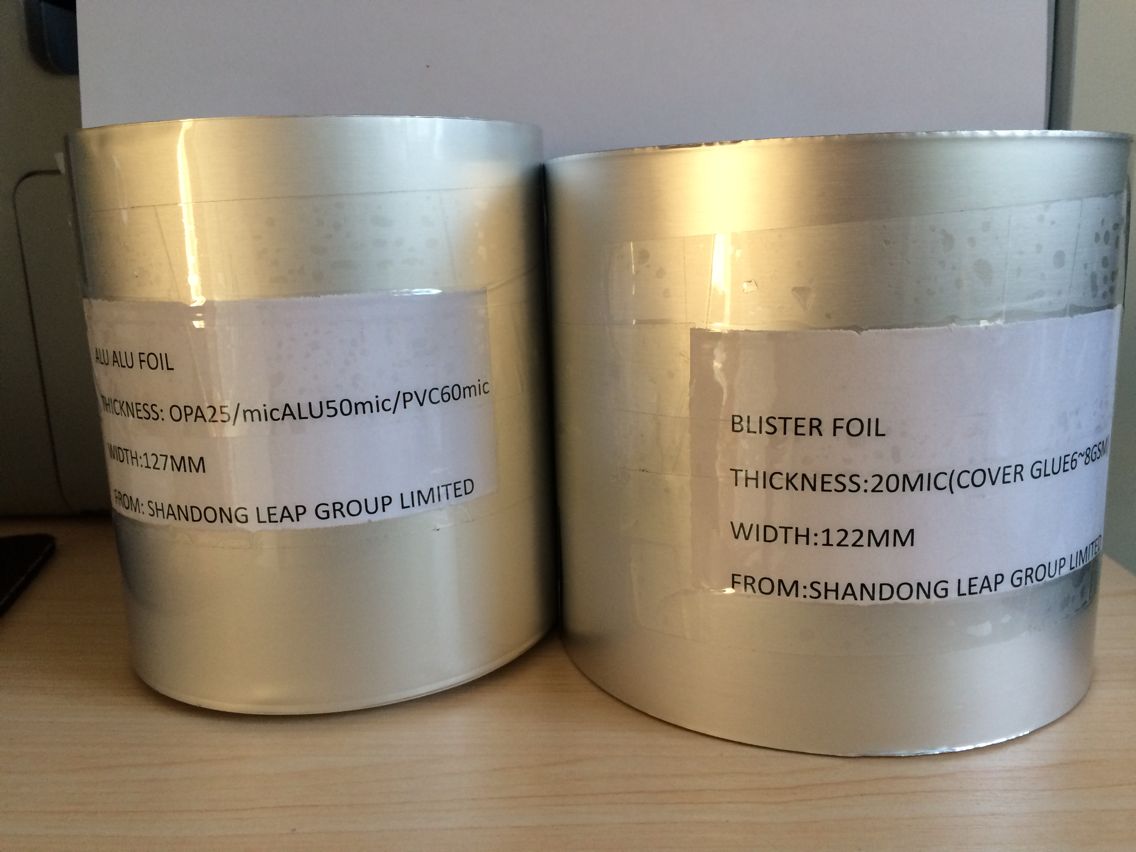 ALU ALU FOIL
THICKNESS: OPA25/micALU50mic/PVC60mic
WIDTH:127MM
FROM: SHANDONG LEAP GROUP LIMITED
BLISTER FOIL
THICKNESS:20MIC(COVER GLUE6~8GSM)
WIDTH:122MM
FROM:SHANDONG LEAP GROUP LIMITED